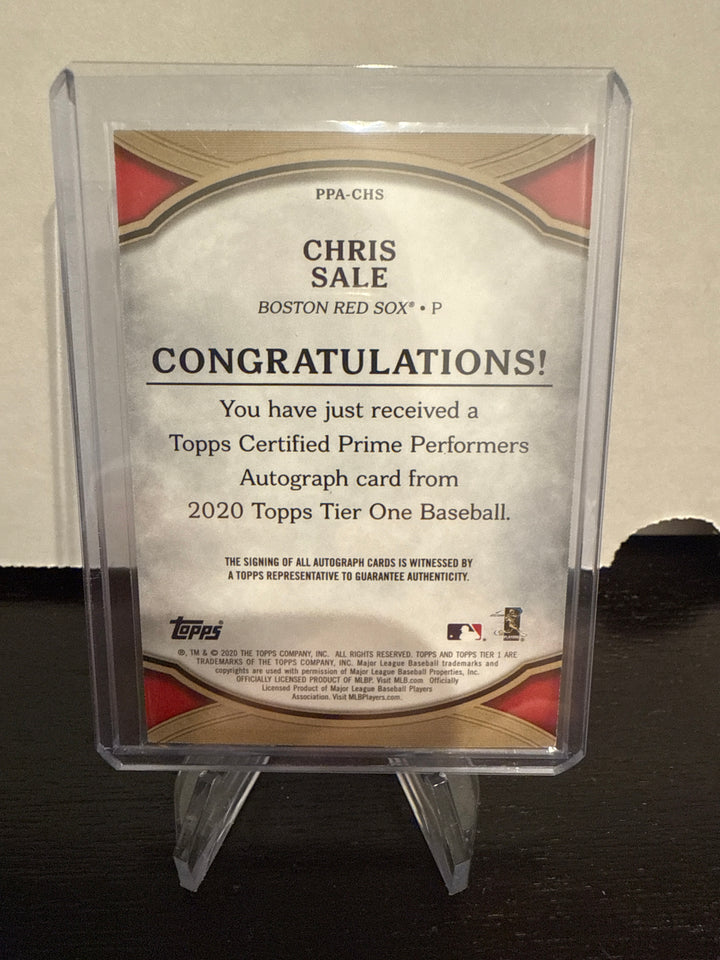 PPA-CHS
CHRIS
SALE
BOSTON RED SOX® • P
CONGRATULATIONS!
You have just received a
Topps Certified Prime Performers
Autograph card from
2020 Topps Tier One Baseball.
THE SIGNING OF ALL AUTOGRAPH CARDS IS WITNESSED BY
A TOPPS REPRESENTATIVE TO GUARANTEE AUTHENTICITY.
topps
®, TM & © 2020 THE TOPPS COMPANY, INC. ALL RIGHTS RESERVED. TOPPS AND TOPPS TIER 1 ARE
TRADEMARKS OF THE TOPPS COMPANY, INC. Major League Baseball trademarks and
copyrights are used with permission of Major League Baseball Properties, Inc.
OFFICIALLY LICENSED PRODUCT OF MLBP. Visit MLB.com Officially
Licensed Product of Major League Baseball Players
Association. Visit MLBPlayers.com.